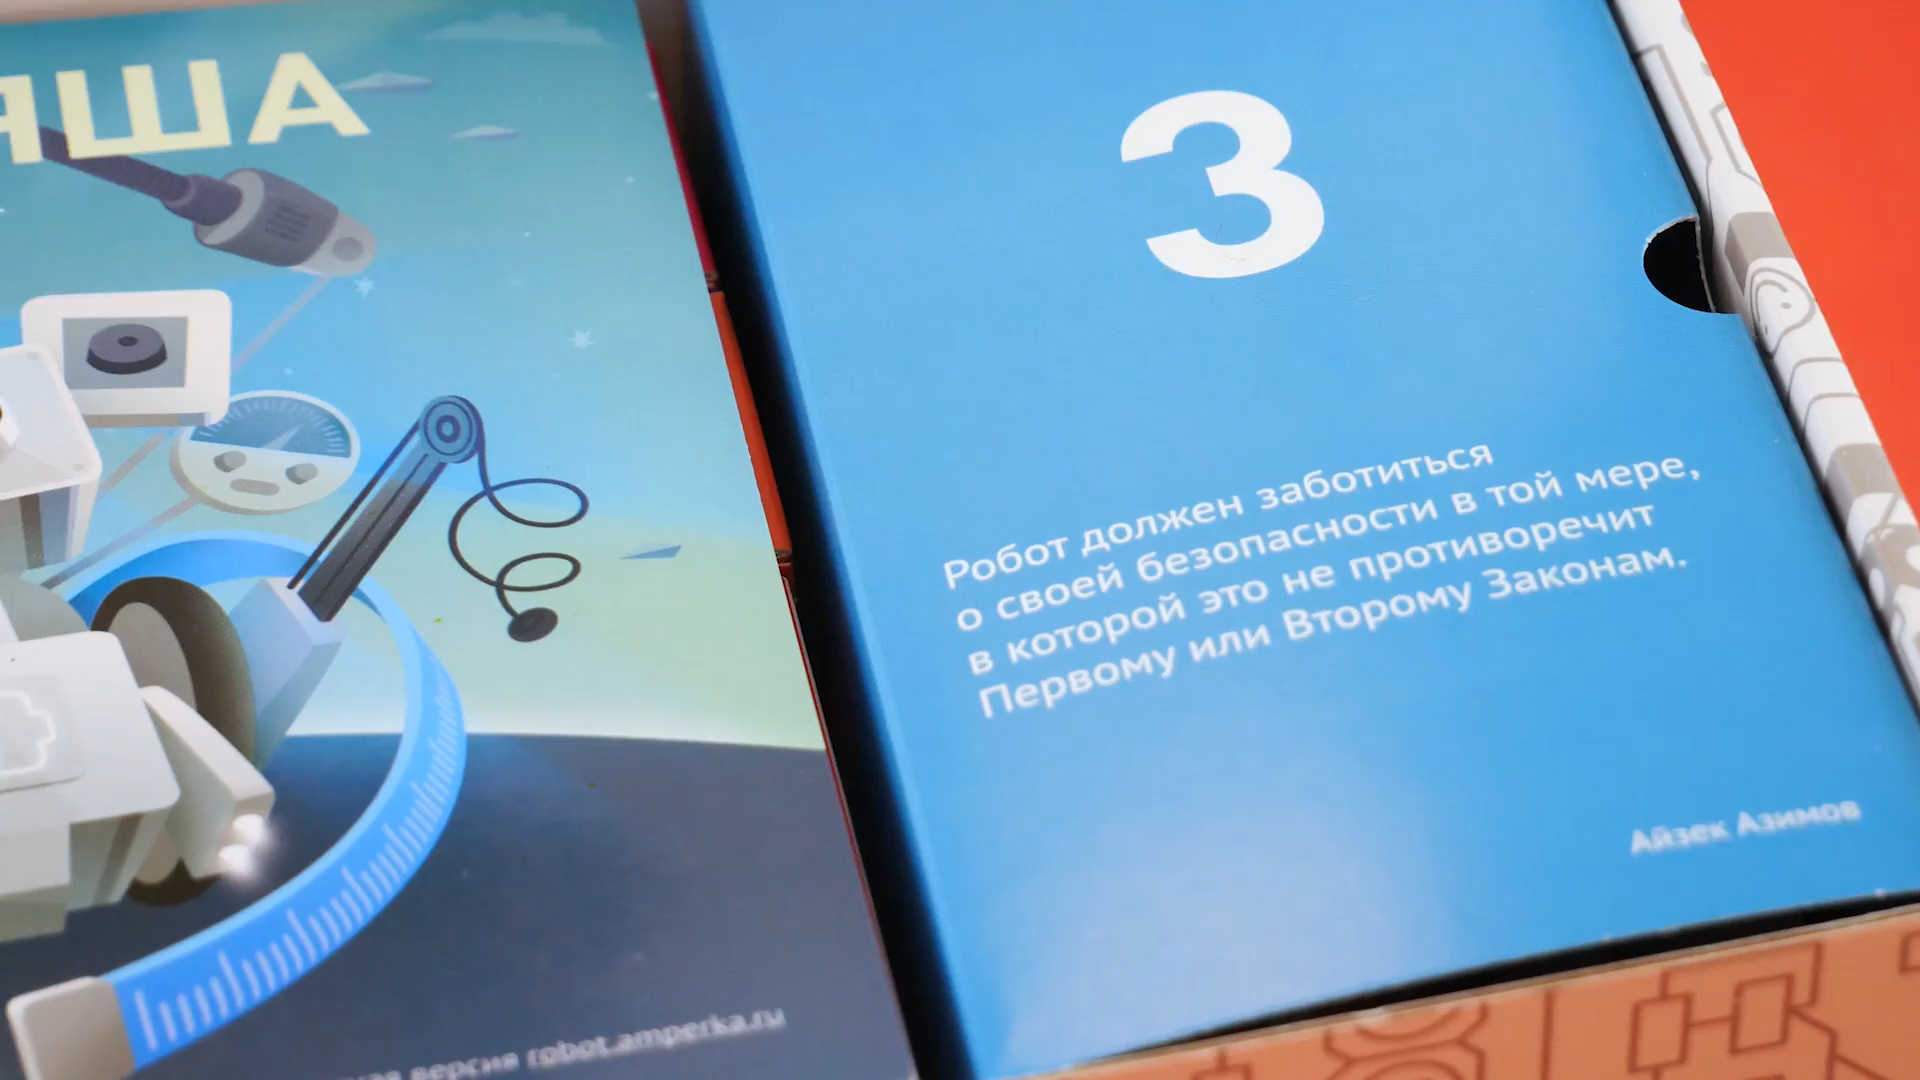 ЯША
3
Робот должен заботиться
о своей безопасности в той мере,
в которой это не противоречит
Первому или Второму Законам.
Айзек Азимов
версия robot.amperka.ru